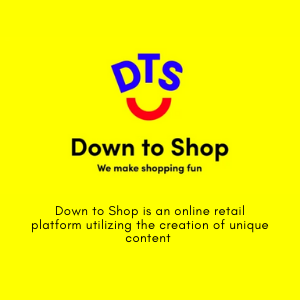 DTS
Down to Shop
We make shopping fun
Down to Shop is an online retail
platform utilizing the creation of unique
content